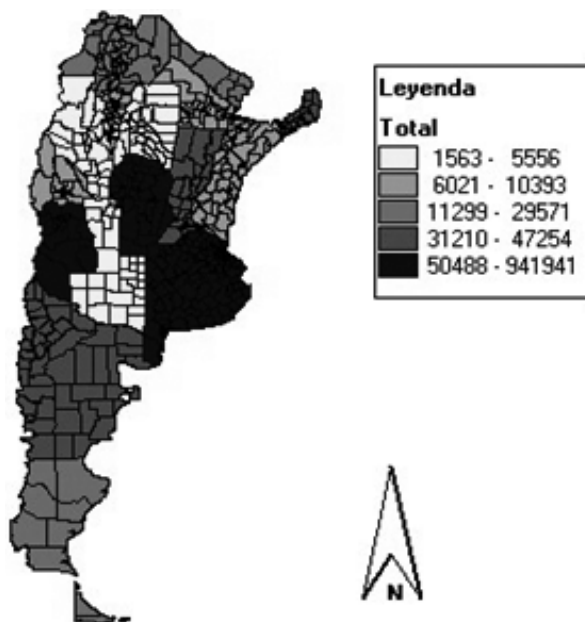 Leyenda
Total
1563 - 5556
6021 - 10393
11299 - 29571
31210 - 47254
50488 - 941941
N